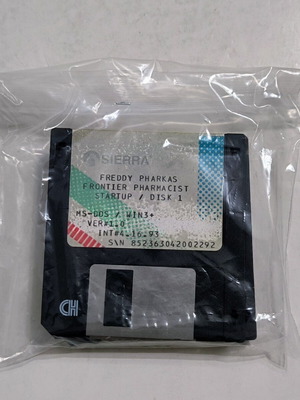 SIERRA
FREDDY PHARKAS
FRONTIER PHARMACIST
STARTUP / DISK 1
MS-DOS / WIN3+
VER#1.0
INT#4.16.93
S\N 852363042002292
CH